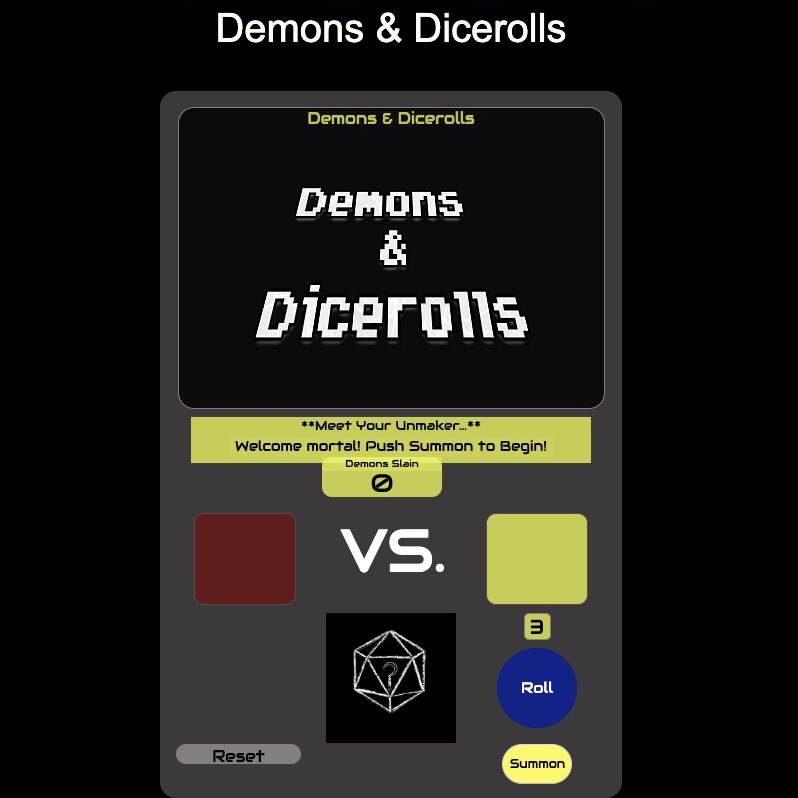 Demons & Dicerolls
Demons & Dicerolls
Demons
&
Dicerolls
**Meet Your Unmaker...**
Welcome mortal! Push Summon to Begin!
Demons Slain
0
VS.
3
?
Roll
Reset
Summon